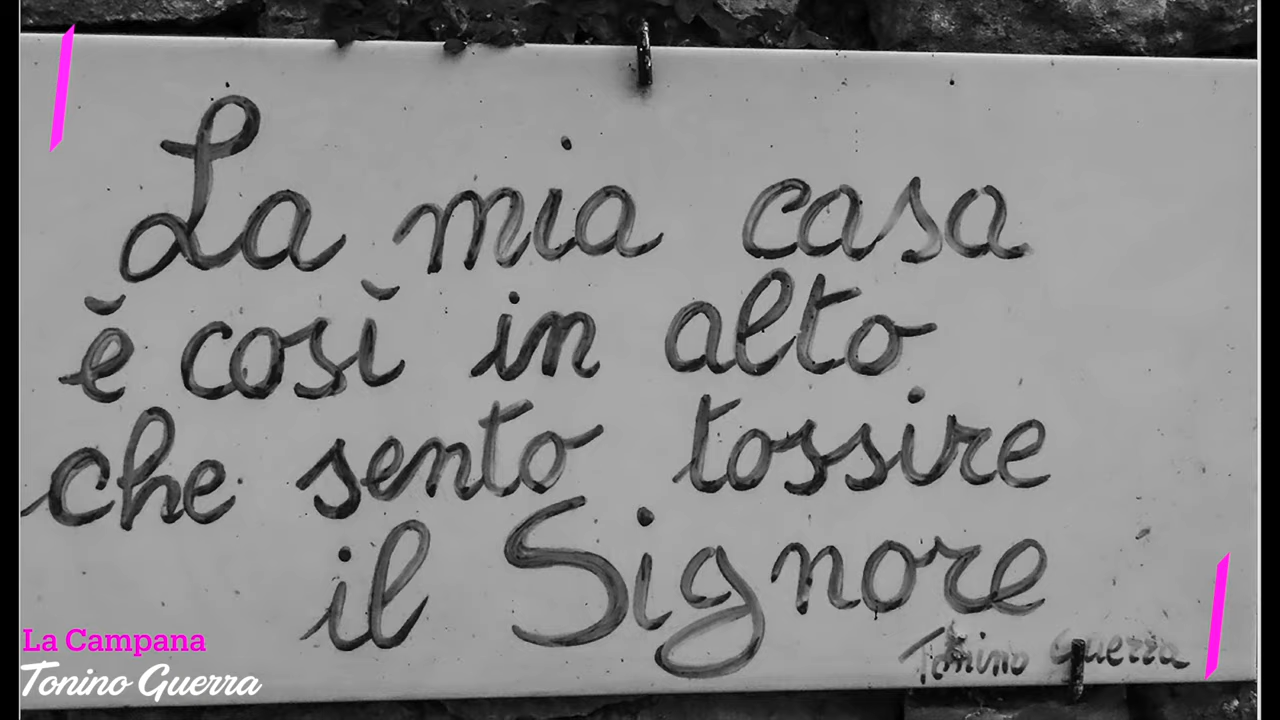 La mia casa
è così in alto
che sento tossire
il Signore
Tonino Guerra
La Campana
Tonino Guerra